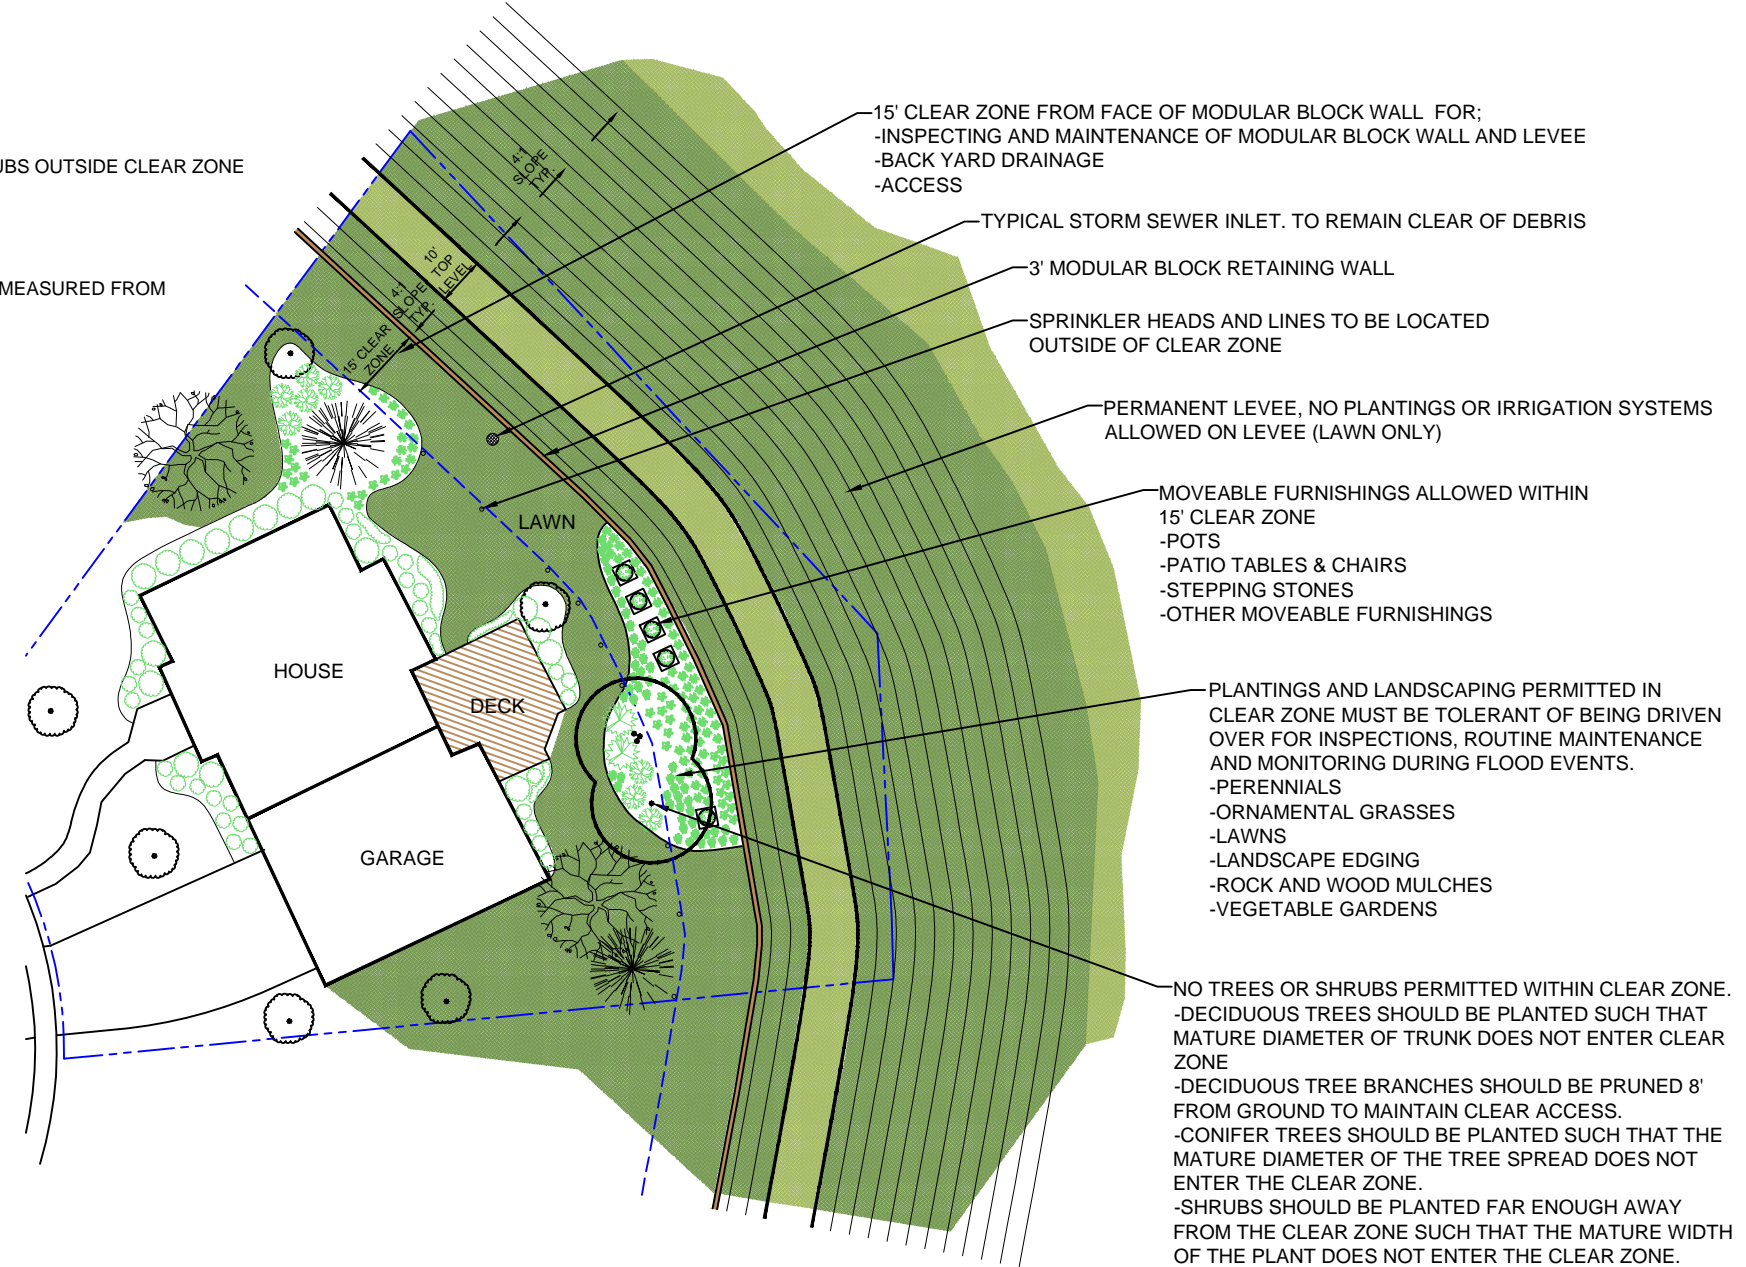 15' CLEAR ZONE FROM FACE OF MODULAR BLOCK WALL FOR;
-INSPECTING AND MAINTENANCE OF MODULAR BLOCK WALL AND LEVEE
-BACK YARD DRAINAGE
-ACCESS
UBS OUTSIDE CLEAR ZONE
TYPICAL STORM SEWER INLET. TO REMAIN CLEAR OF DEBRIS
3' MODULAR BLOCK RETAINING WALL
MEASURED FROM
SPRINKLER HEADS AND LINES TO BE LOCATED
OUTSIDE OF CLEAR ZONE
4:1
SLOPE
TYP.
10'
TOP
LEVEL
4:1
SLOPE
TYP.
15' CLEAR
ZONE
PERMANENT LEVEE, NO PLANTINGS OR IRRIGATION SYSTEMS
ALLOWED ON LEVEE (LAWN ONLY)
MOVEABLE FURNISHINGS ALLOWED WITHIN
15' CLEAR ZONE
-POTS
-PATIO TABLES & CHAIRS
-STEPPING STONES
-OTHER MOVEABLE FURNISHINGS
LAWN
HOUSE
DECK
GARAGE
PLANTINGS AND LANDSCAPING PERMITTED IN
CLEAR ZONE MUST BE TOLERANT OF BEING DRIVEN
OVER FOR INSPECTIONS, ROUTINE MAINTENANCE
AND MONITORING DURING FLOOD EVENTS.
-PERENNIALS
-ORNAMENTAL GRASSES
-LAWNS
-LANDSCAPE EDGING
-ROCK AND WOOD MULCHES
-VEGETABLE GARDENS
NO TREES OR SHRUBS PERMITTED WITHIN CLEAR ZONE.
-DECIDUOUS TREES SHOULD BE PLANTED SUCH THAT
MATURE DIAMETER OF TRUNK DOES NOT ENTER CLEAR
ZONE
-DECIDUOUS TREE BRANCHES SHOULD BE PRUNED 8'
FROM GROUND TO MAINTAIN CLEAR ACCESS.
-CONIFER TREES SHOULD BE PLANTED SUCH THAT THE
MATURE DIAMETER OF THE TREE SPREAD DOES NOT
ENTER THE CLEAR ZONE.
-SHRUBS SHOULD BE PLANTED FAR ENOUGH AWAY
FROM THE CLEAR ZONE SUCH THAT THE MATURE WIDTH
OF THE PLANT DOES NOT ENTER THE CLEAR ZONE.